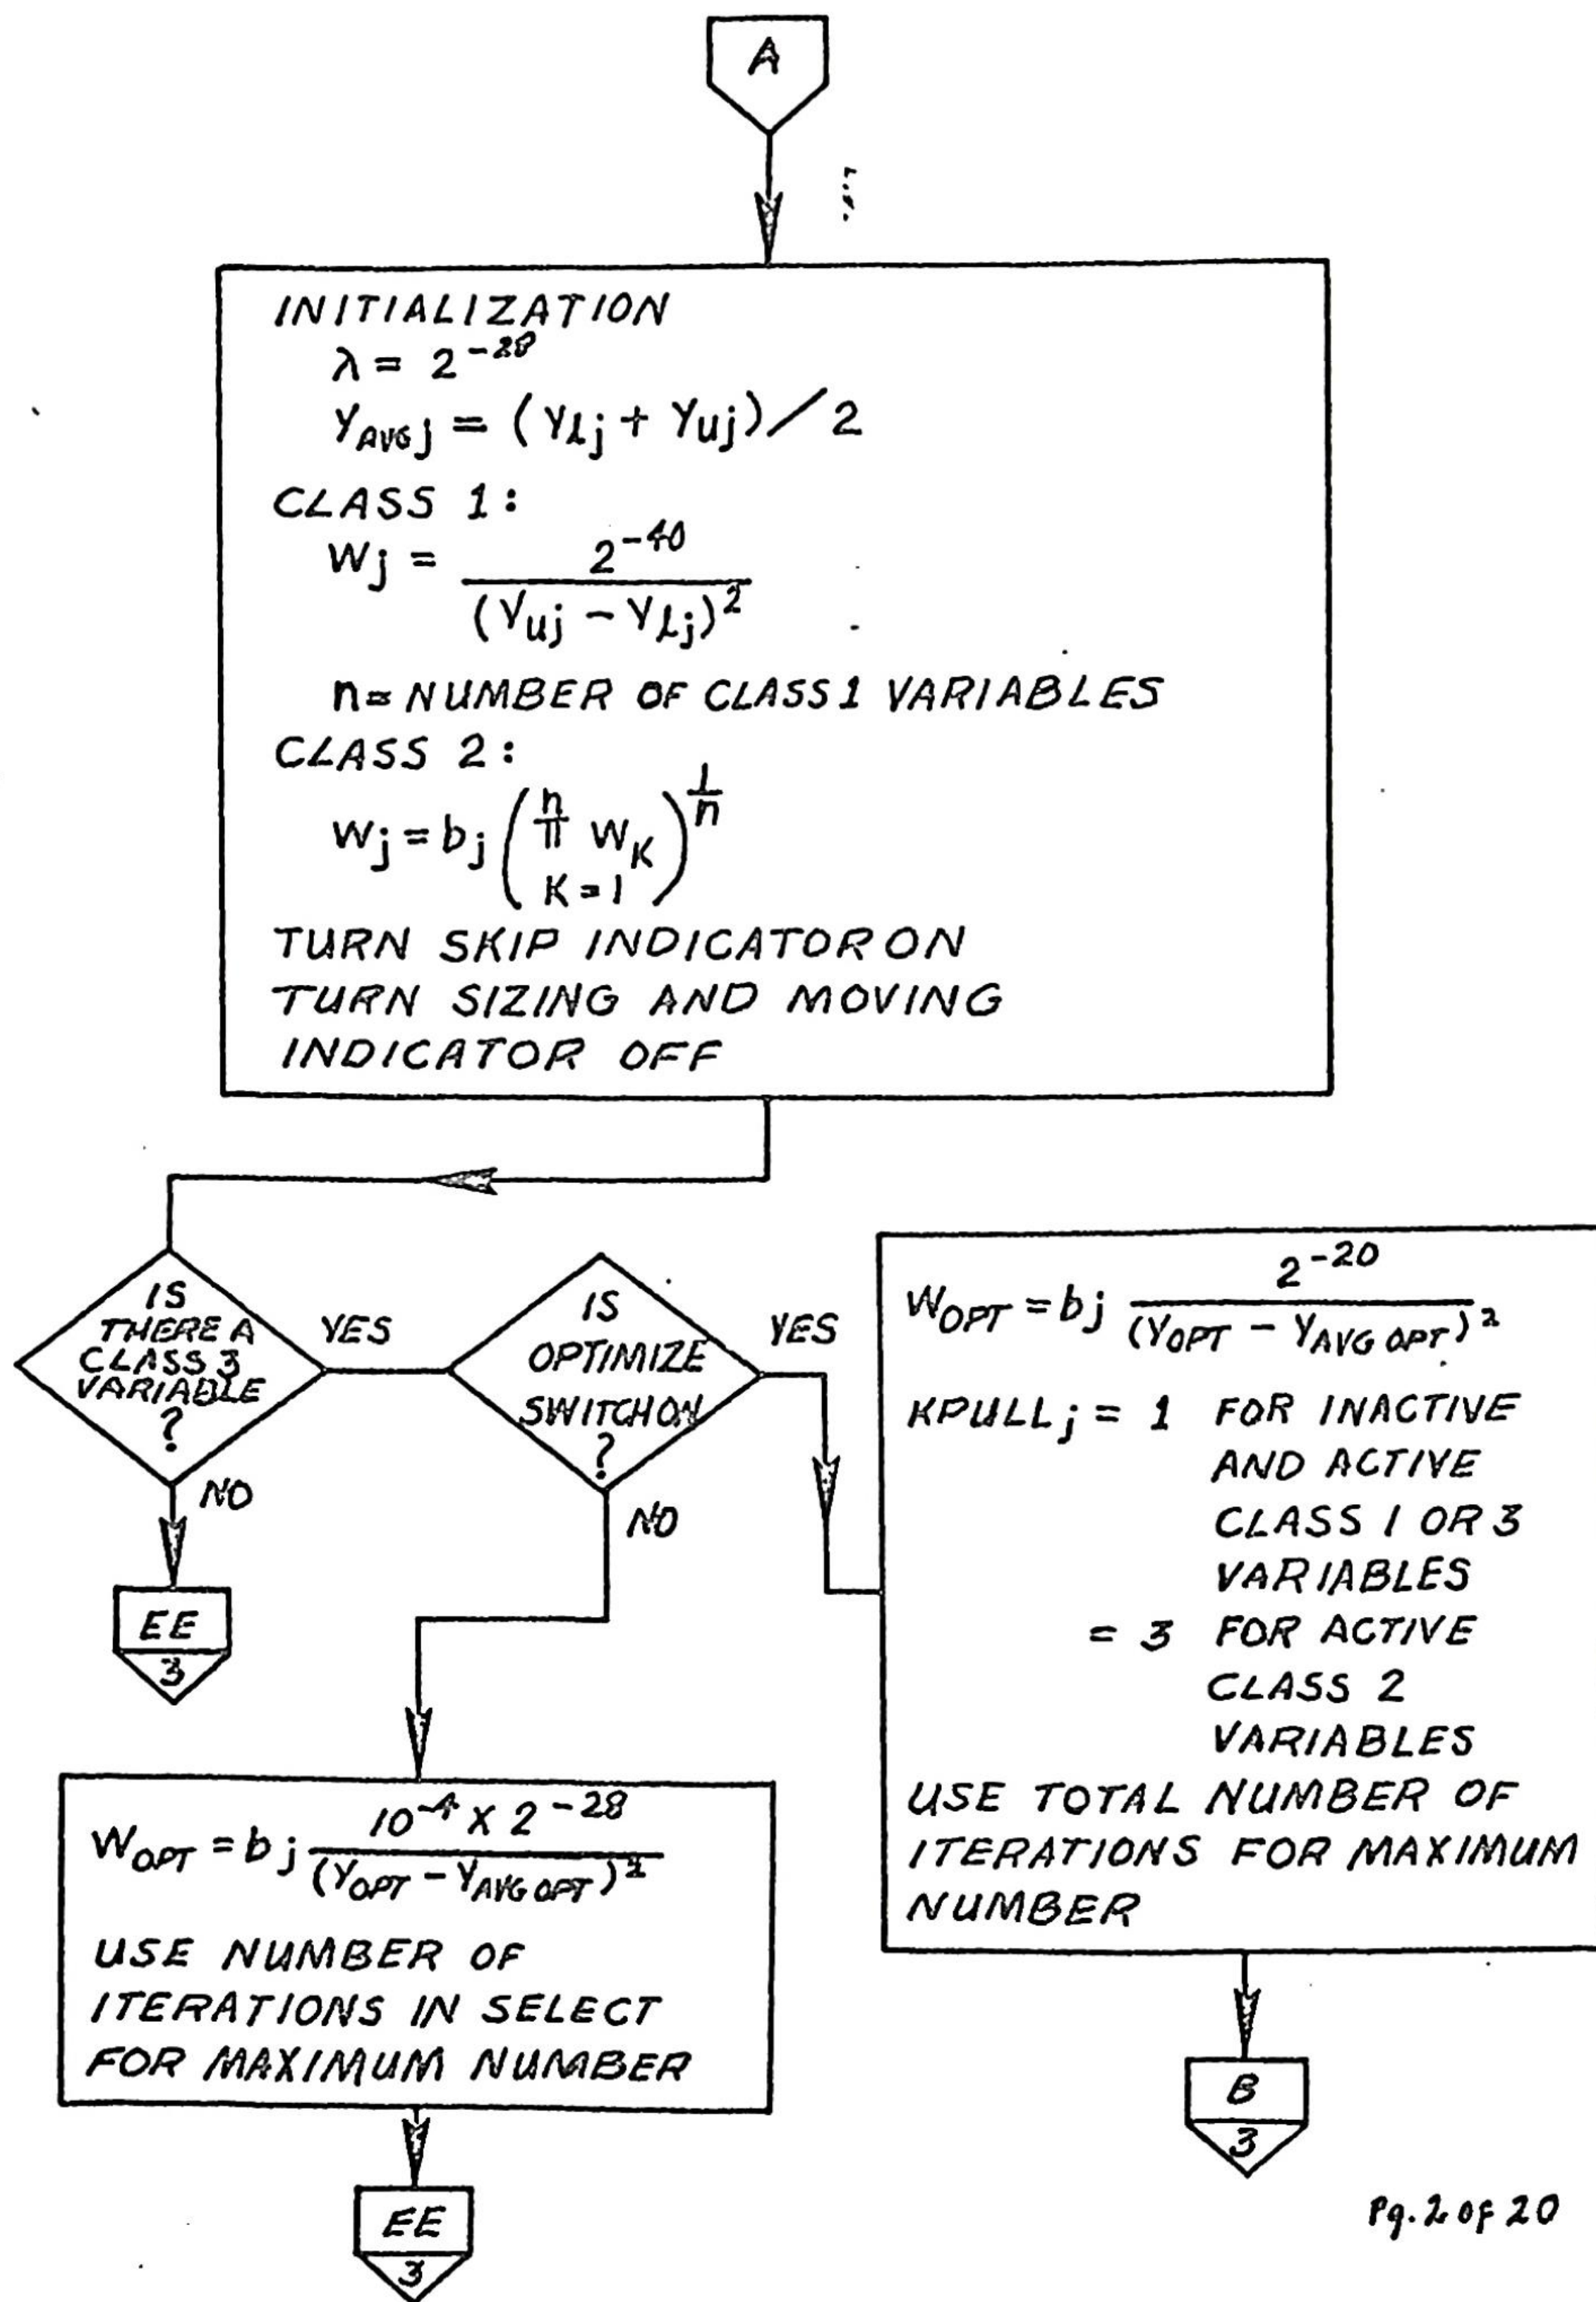 A
INITIALIZATION
λ = 2^-28
Y_AVG j = (Y_lj + Y_uj)/2
CLASS 1:
W_j = 2^-40 / (Y_uj - Y_lj)^2
n = NUMBER OF CLASS 1 VARIABLES
CLASS 2:
W_j = b_j (n π W_K K=1)^1/n
TURN SKIP INDICATOR ON
TURN SIZING AND MOVING
INDICATOR OFF
IS
THERE A
CLASS 3
VARIABLE
?
YES
NO
EE
3
IS
OPTIMIZE
SWITCH ON
?
YES
NO
W_OPT = b_j 2^-20 / (Y_OPT - Y_AVG OPT)^2
KPULL_j = 1 FOR INACTIVE
AND ACTIVE
CLASS 1 OR 3
VARIABLES
= 3 FOR ACTIVE
CLASS 2
VARIABLES
USE TOTAL NUMBER OF
ITERATIONS FOR MAXIMUM
NUMBER
B
3
W_OPT = b_j 10^-4 X 2^-28 / (Y_OPT - Y_AVG OPT)^2
USE NUMBER OF
ITERATIONS IN SELECT
FOR MAXIMUM NUMBER
EE
3
Pg. 2 of 20